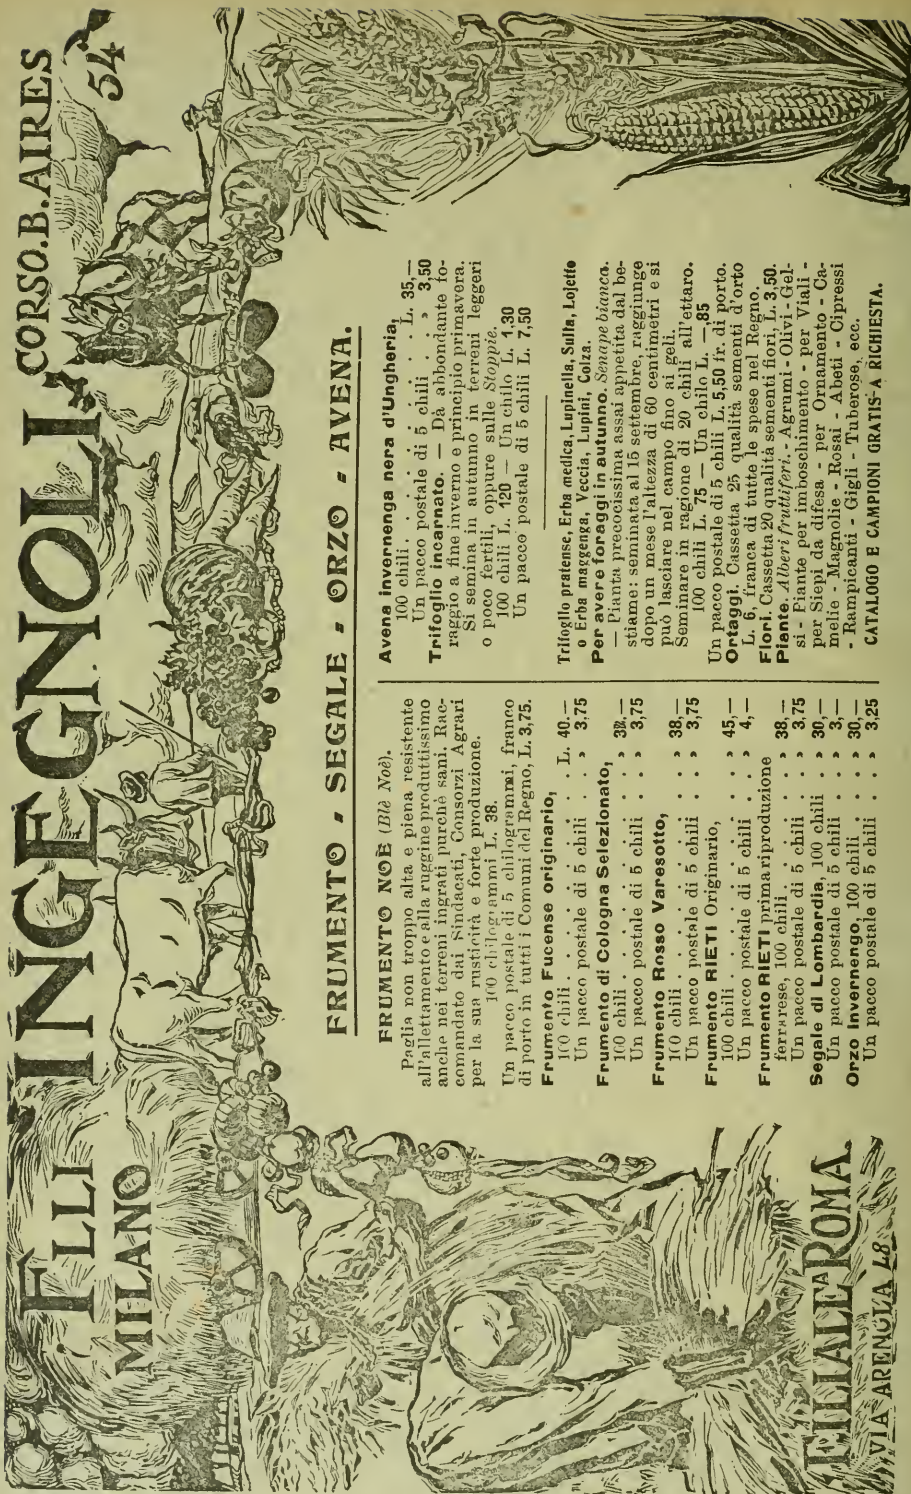 FLLI INGEGNOLI, CORSO.B.AIRES
MILANO 54
FRUMENTO - SEGALE - ORZO - AVENA.
FRUMENTO NOÈ (Blè Noè).
Paglia non troppo alta e piena resistente
all'allettamento e alla ruggine produttissimo
anche nei terreni ingrati purchè sani. Rac-
comandato dai Sindacati, Consorzi Agrari
per la sua rusticità e forte produzione.
100 chilogrammi L. 38.
Un pacco postale di 5 chilogrammi, franco
di porto in tutti i Comuni del Regno, L. 3,75.
Frumento Fucense originario,
100 chili . . . . . . . L. 40.—
Un pacco postale di 5 chili . . » 3,75
Frumento di Cologna Selezionato,
100 chili . . . . . . . » 38,—
Un pacco postale di 5 chili . . » 3,75
Frumento Rosso Varesotto,
100 chili . . . . . . . » 38,—
Un pacco postale di 5 chili . . » 3,75
Frumento RIETI Originario,
100 chili . . . . . . . » 45,—
Un pacco postale di 5 chili . . » 4,—
Frumento RIETI prima riproduzione
ferrarese, 100 chili . . . . . » 38,—
Un pacco postale di 5 chili . . » 3,75
Segale di Lombardia, 100 chili . » 30,—
Un pacco postale di 5 chili . . » 3,—
Orzo Invernengo, 100 chili . . » 30,—
Un pacco postale di 5 chili . . » 3,25
Avena invernenga nera d'Ungheria,
100 chili . . . . . . . L. 35,—
Un pacco postale di 5 chili . . » 3,50
Trifoglio incarnato. — Dà abbondante fo-
raggio a fine inverno e principio primavera.
Si semina in autunno in terreni leggeri
o poco fertili, oppure sulle Stoppie.
100 chili L. 120 — Un chilo L. 1.30
Un pacco postale di 5 chili L. 7,50
Trifoglio pratense, Erba medica, Lupinella, Sulla, Lojetto
o Erba maggenga, Veccia, Lupini, Colza.
Per avere foraggi in autunno. Senape bianca.
— Pianta precocissima assai appetita dal be-
stiame: seminata al 15 settembre, raggiunge
dopo un mese l'altezza di 60 centimetri e si
può lasciare nel campo fino ai geli.
Seminare in ragione di 20 chili all'ettaro.
100 chili L. 75 — Un chilo L. —,85
Un pacco postale di 5 chili L. 5,50 fr. di porto.
Ortaggi. Cassetta 25 qualità sementi d'orto
L. 6, franca di tutte le spese nel Regno.
Fiori. Cassetta 20 qualità sementi fiori, L. 3,50.
Piante. Alberi fruttiferi. - Agrumi - Olivi - Gel-
si - Piante per imboschimento - per Viali -
per Siepi da difesa - per Ornamento - Ca-
melie - Magnolie - Rosai - Abeti - Cipressi
- Rampicanti - Gigli - Tuberose, ecc.
CATALOGO E CAMPIONI GRATIS A RICHIESTA.
FILIALE A ROMA.
VIA ARENULA 48